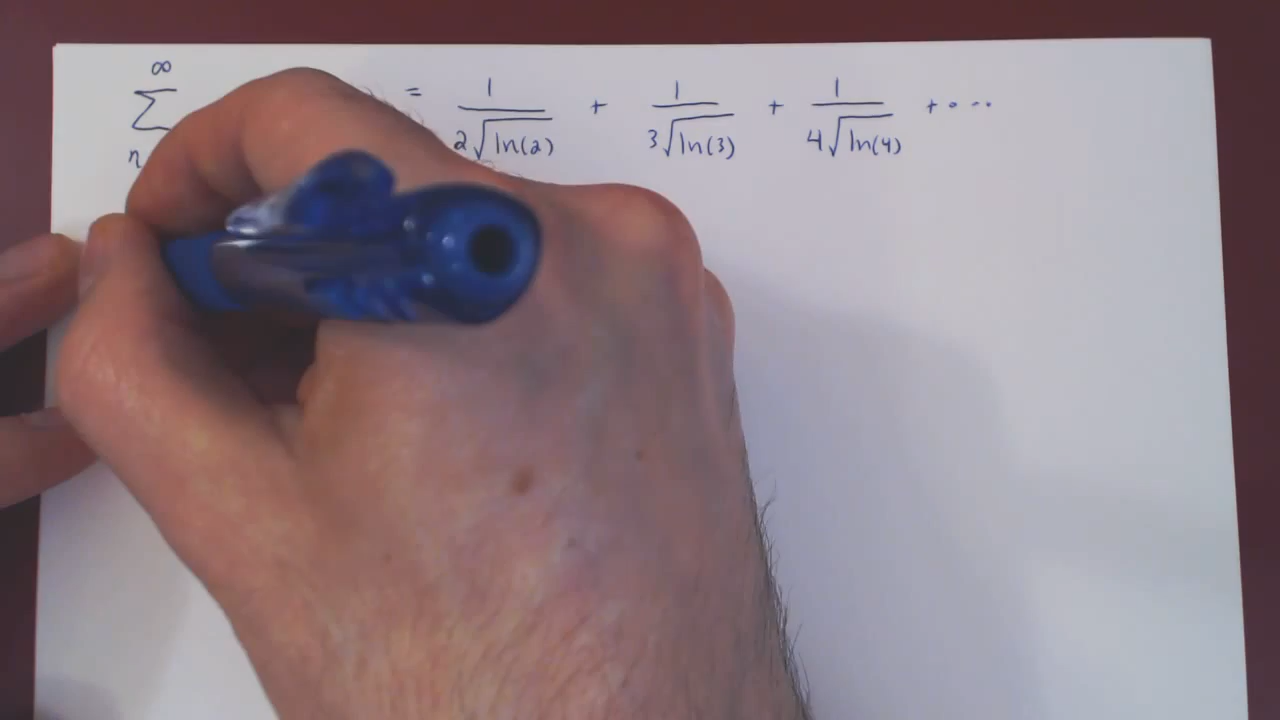 ∞
∑ = 1/(2√ln(2)) + 1/(3√ln(3)) + 1/(4√ln(4)) + ···
n